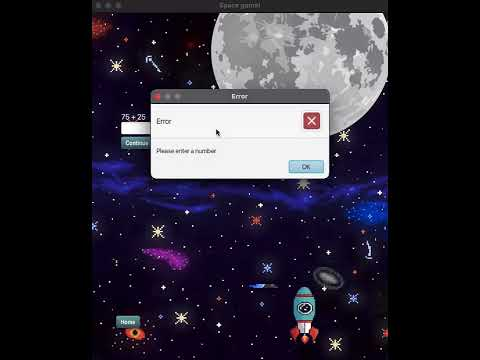 Space game!
Error
75 + 25
Error
Continue
Please enter a number
OK
Home